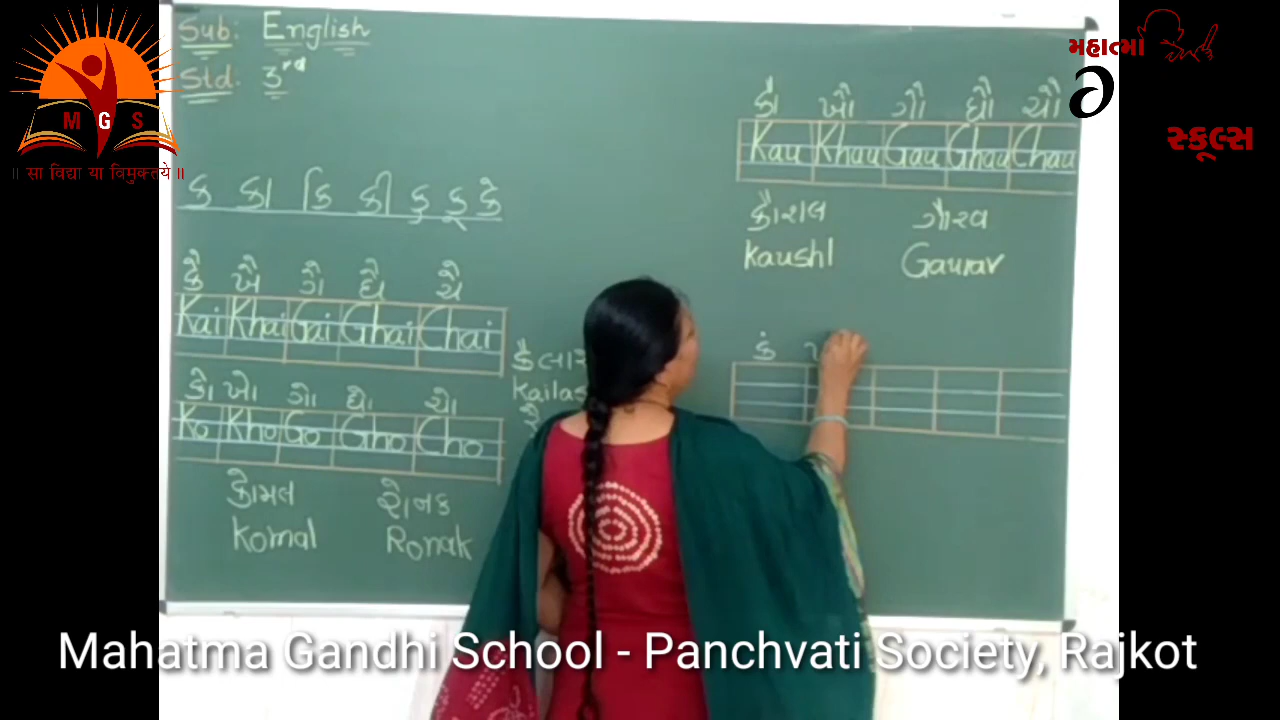 Sub: English
Std: 3rd
ક કા કિ કી કુ કૂ કે
કૈ ખૈ ગૈ ઘૈ ચૈ
Kai Khai Gai Ghai Chai
કો ખો ગો ઘો ચો
Ko Kho Go Gho Cho
કોમલ રોનક
Komal Ronak
Kailas
કૌ ખૌ ગૌ ઘૌ ચૌ
Kau Khau Gau Ghau Chau
કૌશલ ગૌરવ
Kaushl Gaurav
કં
M G S
॥ सा विद्या या विमुक्तये ॥
મહાત્મા
સ્કૂલ્સ
Mahatma Gandhi School - Panchvati Society, Rajkot